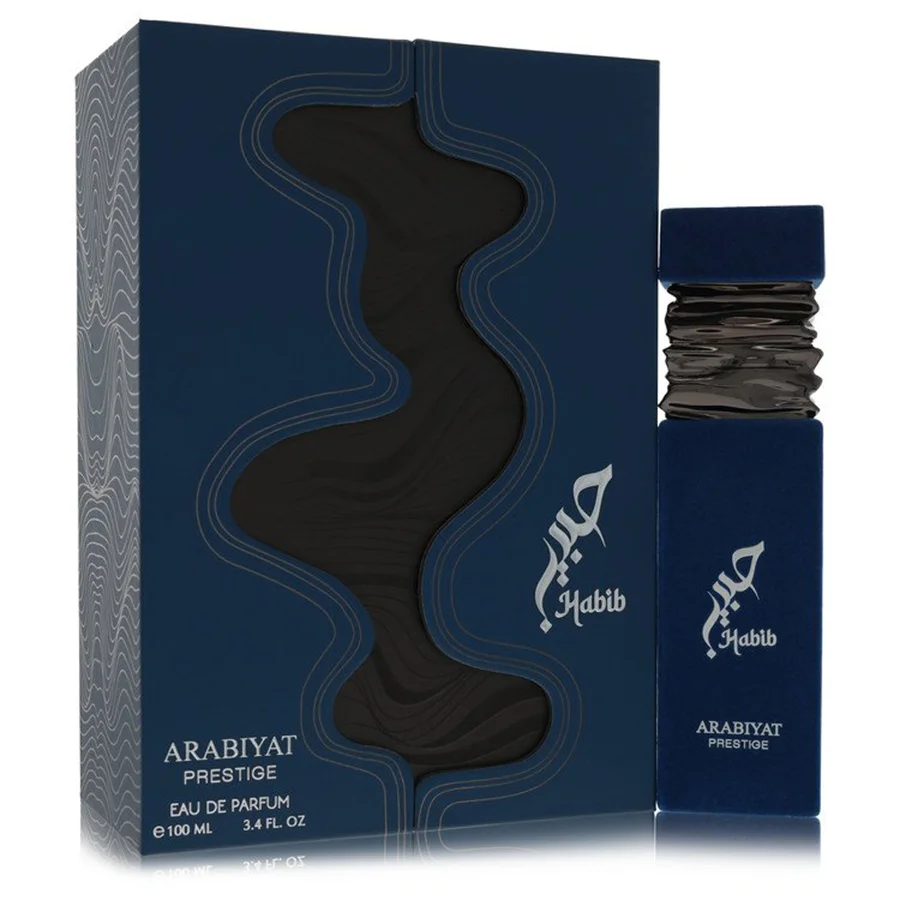 حبيب
Habib
ARABIYAT
PRESTIGE
EAU DE PARFUM
℮ 100 ML 3.4 FL. OZ
حبيب
Habib
ARABIYAT
PRESTIGE